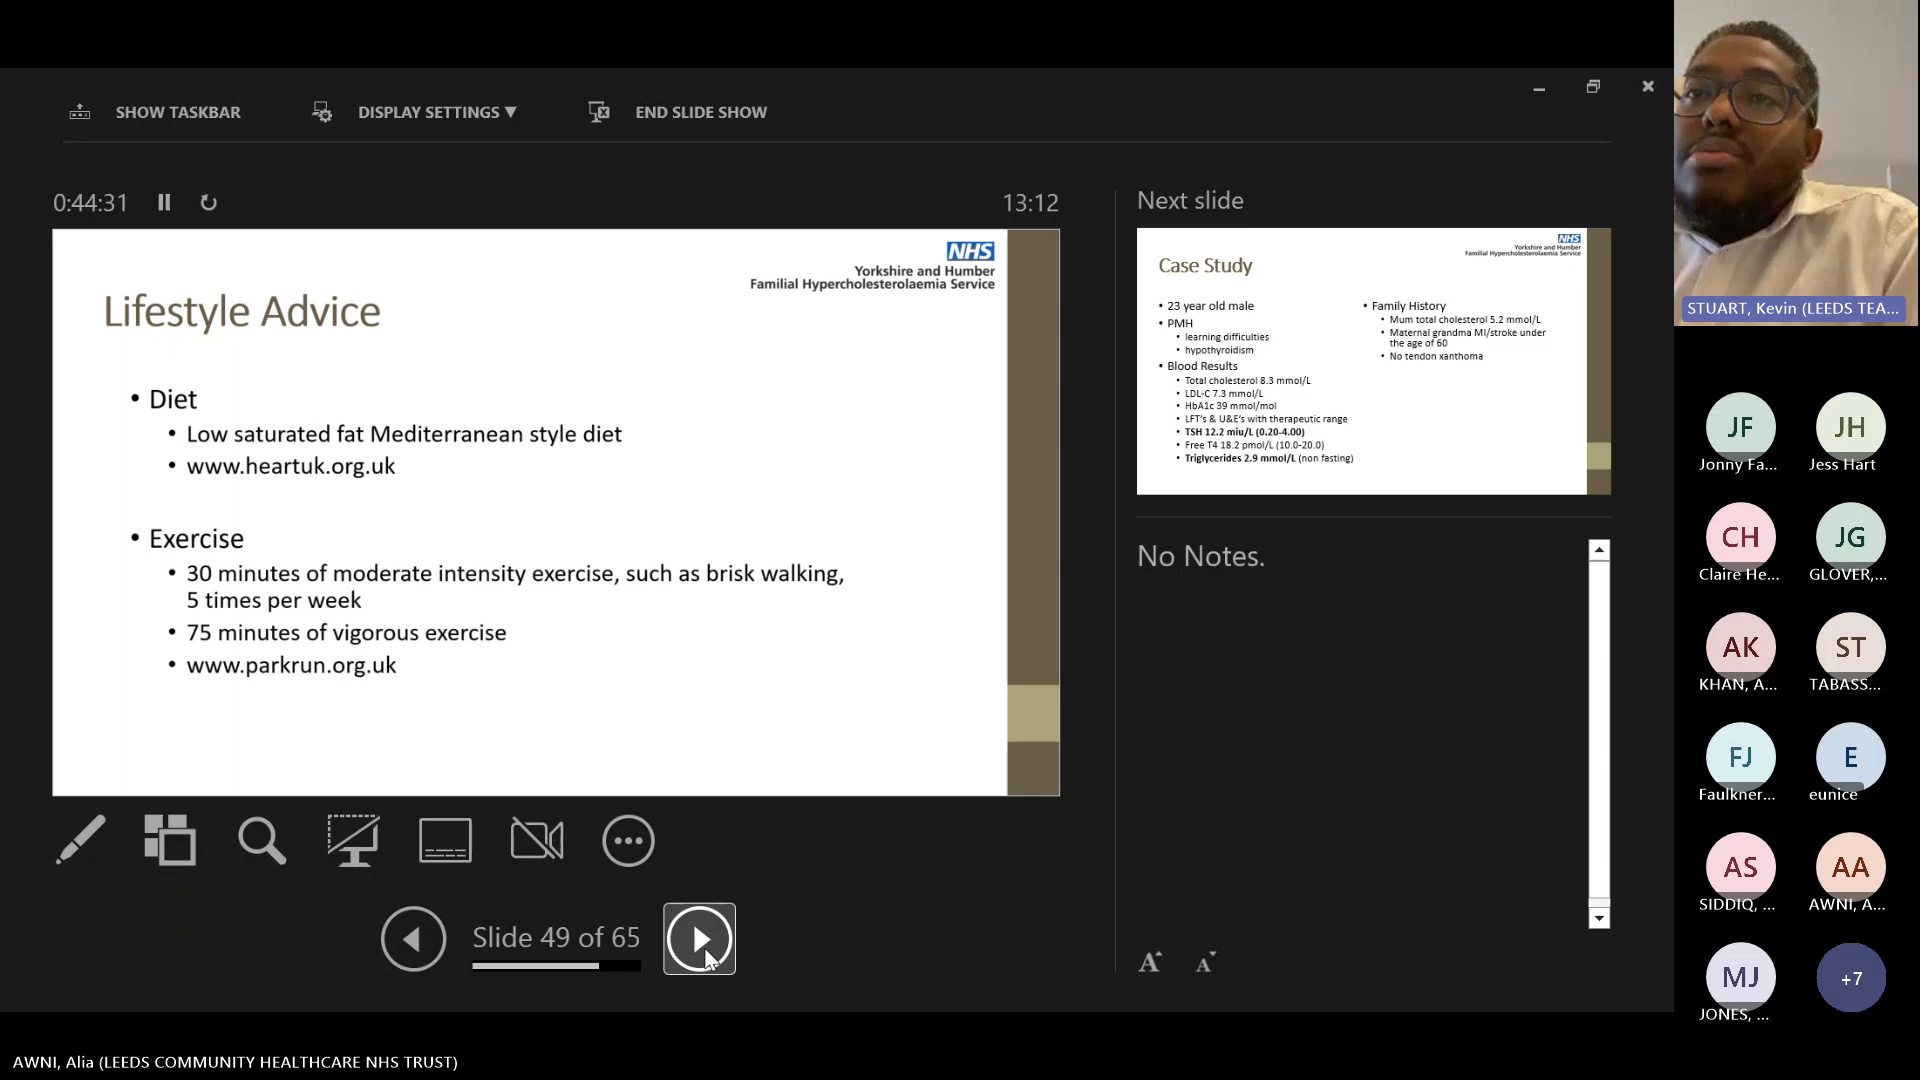 SHOW TASKBAR
DISPLAY SETTINGS ▼
END SLIDE SHOW
0:44:31
13:12
NHS
Yorkshire and Humber
Familial Hypercholesterolaemia Service
Lifestyle Advice
• Diet
• Low saturated fat Mediterranean style diet
• www.heartuk.org.uk
• Exercise
• 30 minutes of moderate intensity exercise, such as brisk walking,
5 times per week
• 75 minutes of vigorous exercise
• www.parkrun.org.uk
Slide 49 of 65
Next slide
NHS
Yorkshire and Humber
Familial Hypercholesterolaemia Service
Case Study
• 23 year old male
• PMH
• learning difficulties
• hypothyroidism
• Blood Results
• Total cholesterol 8.3 mmol/L
• LDL-C 7.3 mmol/L
• HbA1c 39 mmol/mol
• LFT's & U&E's with therapeutic range
• TSH 12.2 miu/L (0.20-4.00)
• Free T4 18.2 pmol/L (10.0-20.0)
• Triglycerides 2.9 mmol/L (non fasting)
• Family History
• Mum total cholesterol 5.2 mmol/L
• Maternal grandma MI/stroke under
the age of 60
• No tendon xanthoma
No Notes.
A A
STUART, Kevin (LEEDS TEA...
JF
Jonny Fa...
JH
Jess Hart
CH
Claire He...
JG
GLOVER,...
AK
KHAN, A...
ST
TABASS...
FJ
Faulkner...
E
eunice
AS
SIDDIQ, ...
AA
AWNI, A...
MJ
JONES, ...
+7
AWNI, Alia (LEEDS COMMUNITY HEALTHCARE NHS TRUST)